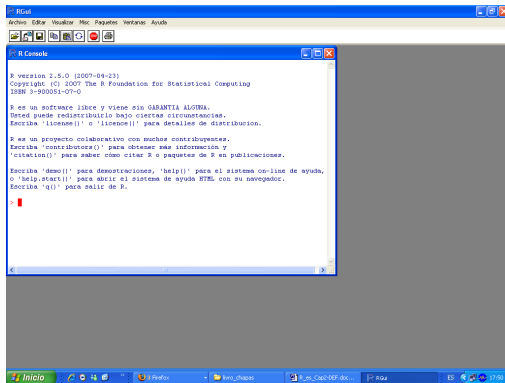 RGui
Archivo Editar Visualizar Misc Paquetes Ventanas Ayuda
R Console
R version 2.5.0 (2007-04-23)
Copyright (C) 2007 The R Foundation for Statistical Computing
ISBN 3-900051-07-0
R es un software libre y viene sin GARANTIA ALGUNA.
Usted puede redistribuirlo bajo ciertas circunstancias.
Escriba 'license()' o 'licence()' para detalles de distribucion.
R es un proyecto colaborativo con muchos contribuyentes.
Escriba 'contributors()' para obtener más información y
'citation()' para saber cómo citar R o paquetes de R en publicaciones.
Escriba 'demo()' para demostraciones, 'help()' para el sistema on-line de ayuda,
o 'help.start()' para abrir el sistema de ayuda HTML con su navegador.
Escriba 'q()' para salir de R.
>
Inicio 3 Firefox livro_chapas R_es_Cap2-DEF.doc... RGui ES 17:50